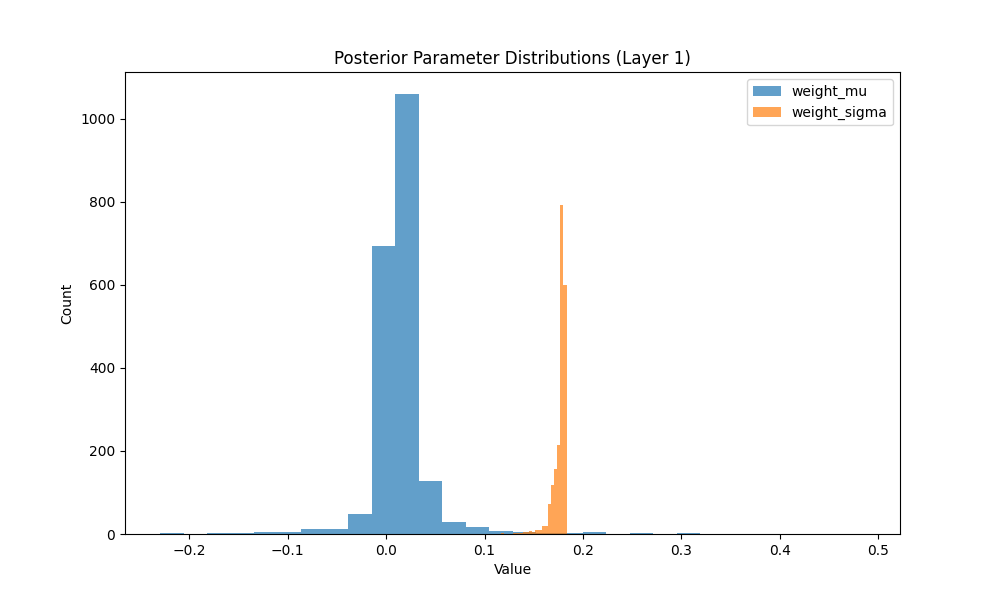 Posterior Parameter Distributions (Layer 1)
weight_mu
weight_sigma
1000
800
600
400
200
0
Count
−0.2
−0.1
0.0
0.1
0.2
0.3
0.4
0.5
Value